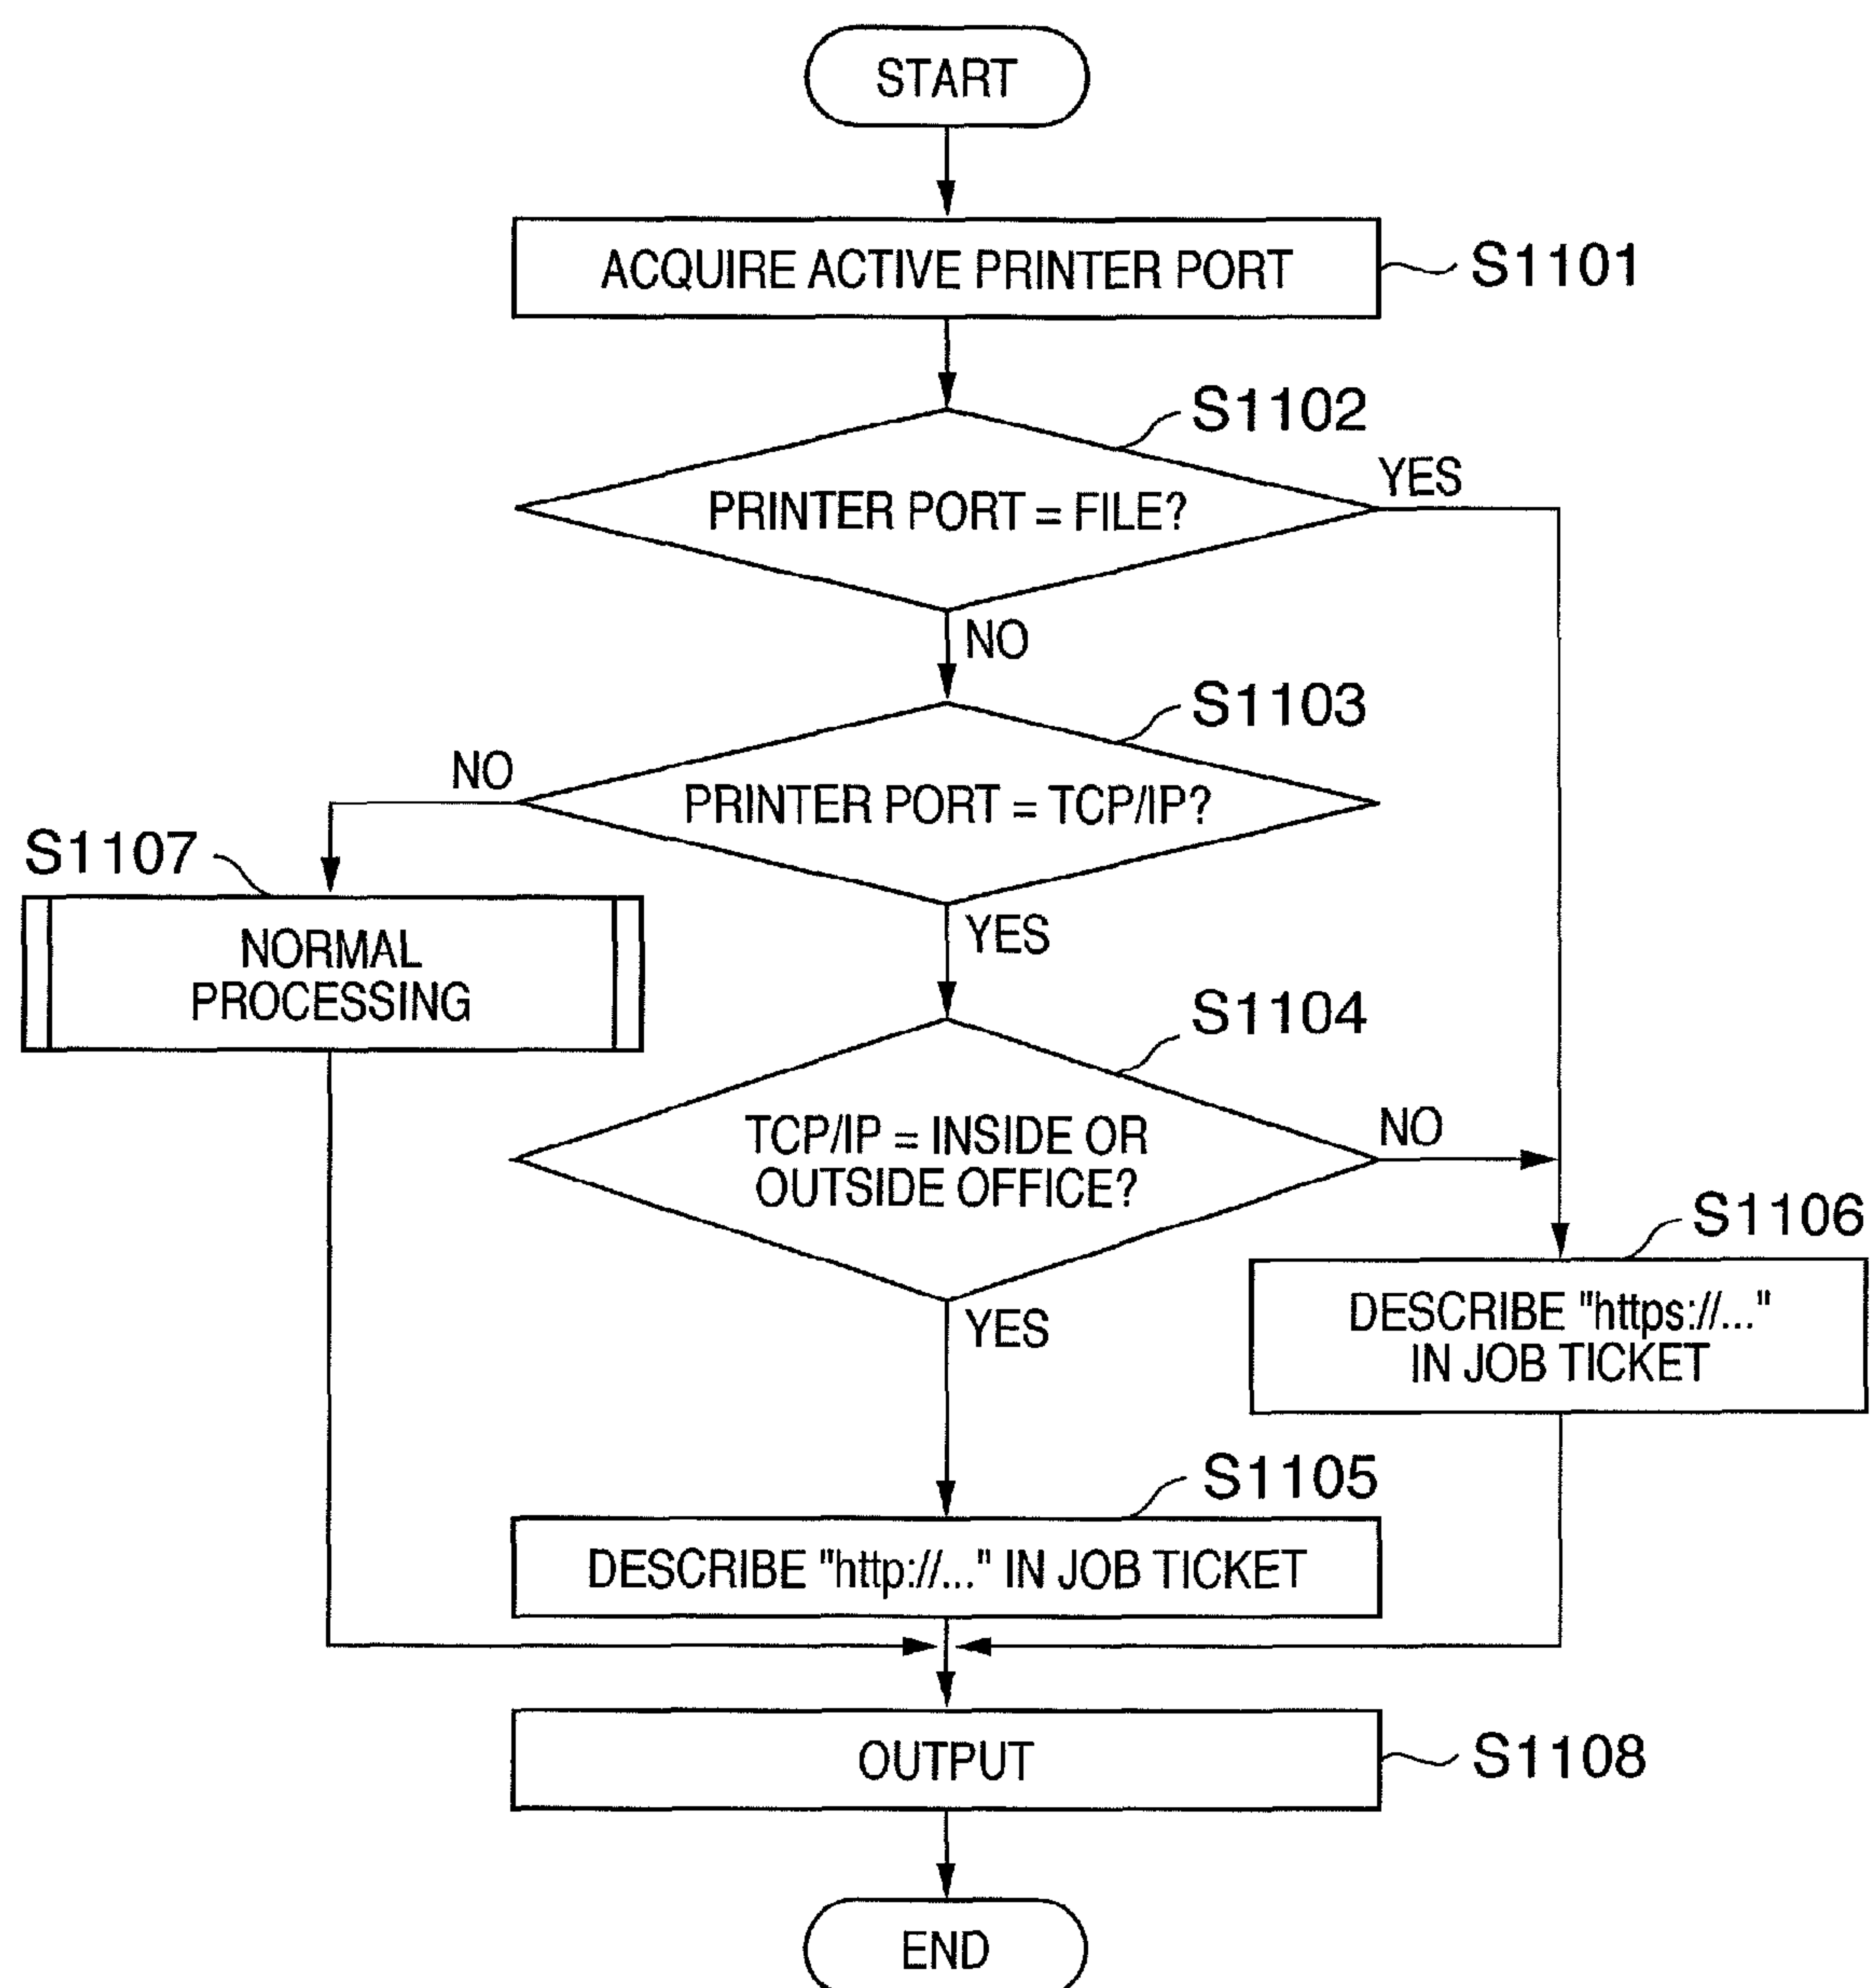 START
ACQUIRE ACTIVE PRINTER PORT
S1101
S1102
PRINTER PORT = FILE?
YES
NO
S1103
PRINTER PORT = TCP/IP?
NO
YES
S1107
NORMAL
PROCESSING
S1104
TCP/IP = INSIDE OR
OUTSIDE OFFICE?
NO
YES
S1106
DESCRIBE "https://..."
IN JOB TICKET
S1105
DESCRIBE "http://..." IN JOB TICKET
OUTPUT
S1108
END